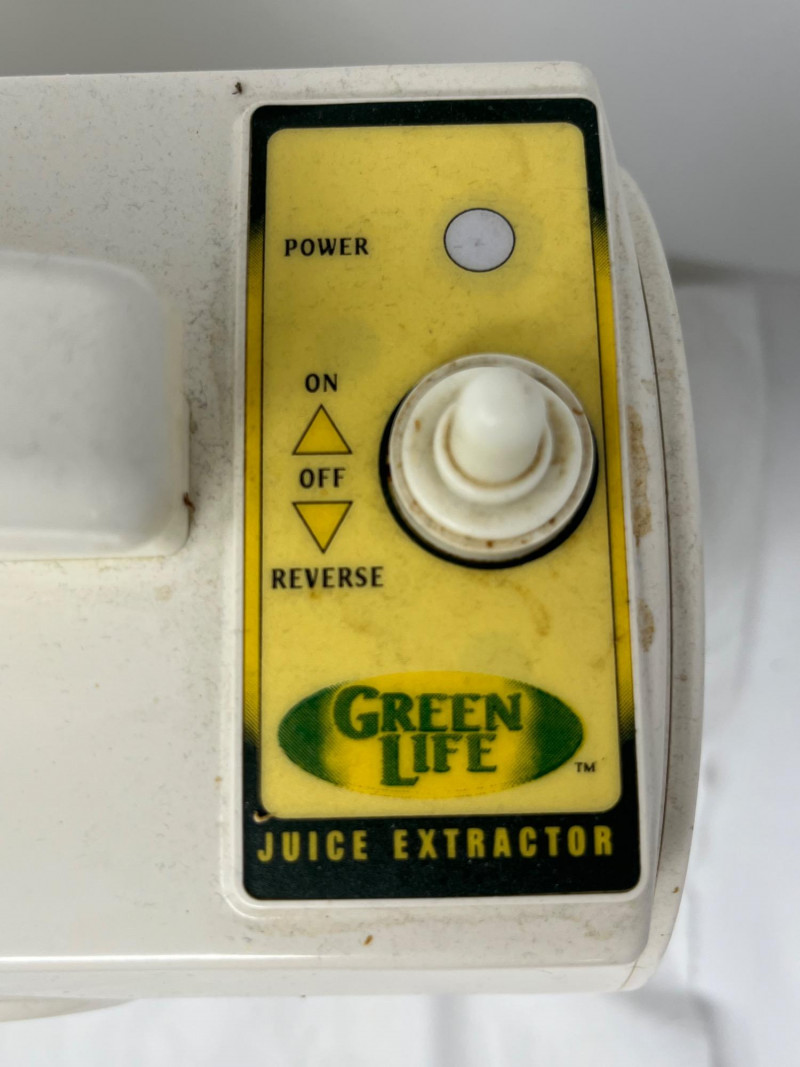 POWER
ON
OFF
REVERSE
GREEN
LIFE
TM
JUICE EXTRACTOR